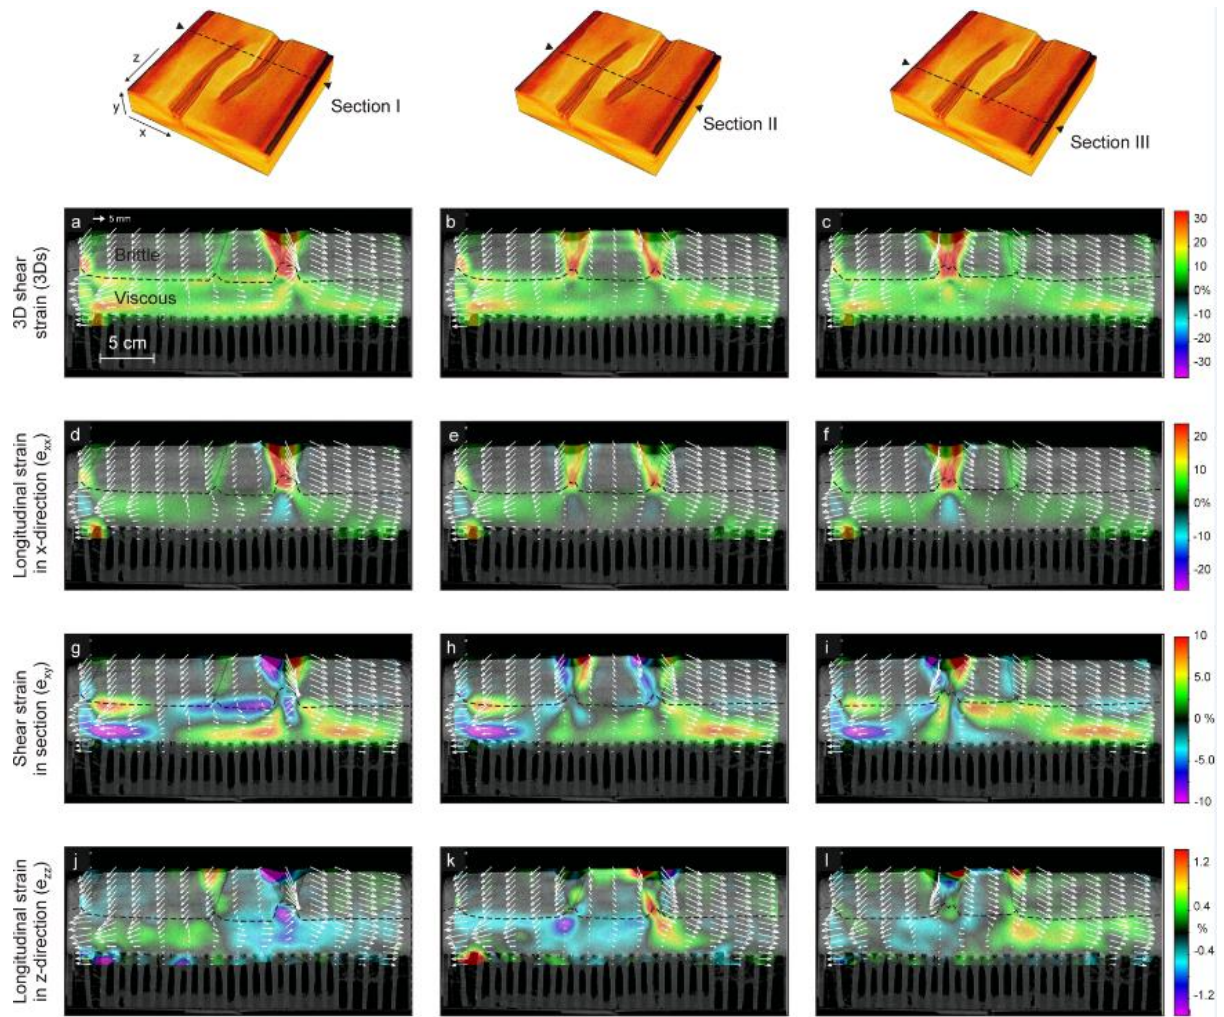 z
y
x
Section I
Section II
Section III
3D shear
strain (3Ds)
a
5 mm
Brittle
Viscous
5 cm
b
c
30
20
10
0%
-10
-20
-30
Longitudinal strain
in x-direction (exx)
d
e
f
20
10
0%
-10
-20
Shear strain
in section (exy)
g
h
i
10
5.0
0 %
-5.0
-10
Longitudinal strain
in z-direction (ezz)
j
k
l
1.2
0.4
%
-0.4
-1.2